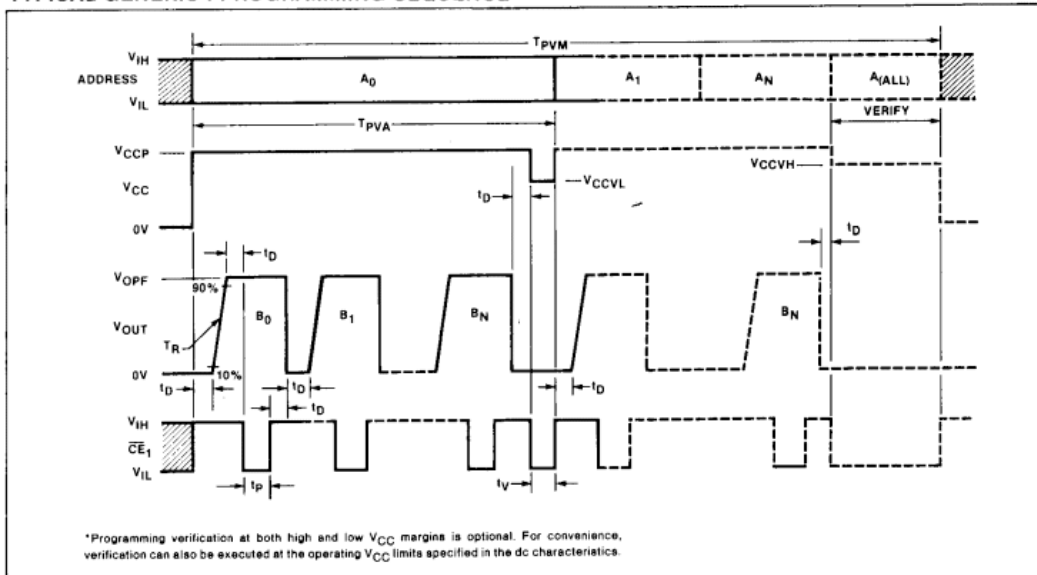 TYPICAL GENERIC PROGRAMMING SEQUENCE
TPVM
VIH
ADDRESS
A0
A1
AN
A(ALL)
VIL
TPVA
VERIFY
VCCP
VCCVH
VCC
VCCVL
tD
0V
tD
tD
VOPF
90%
B0
B1
BN
BN
VOUT
TR
0V
10%
tD
tD
tD
tD
VIH
CE1
VIL
tP
tV
*Programming verification at both high and low VCC margins is optional. For convenience,
verification can also be executed at the operating VCC limits specified in the dc characteristics.